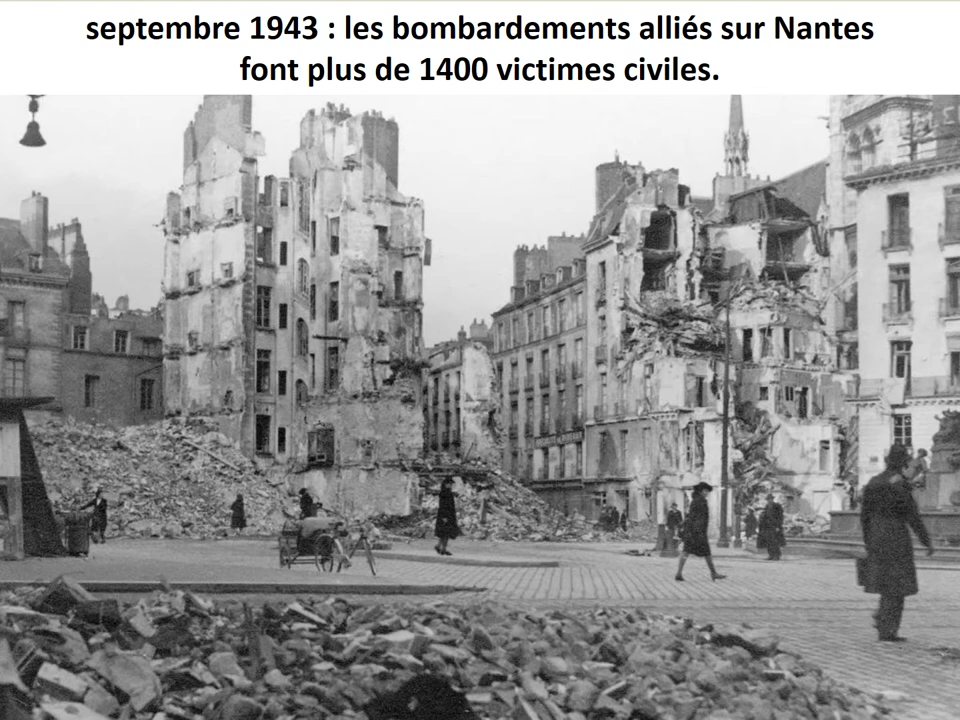 septembre 1943 : les bombardements alliés sur Nantes
font plus de 1400 victimes civiles.